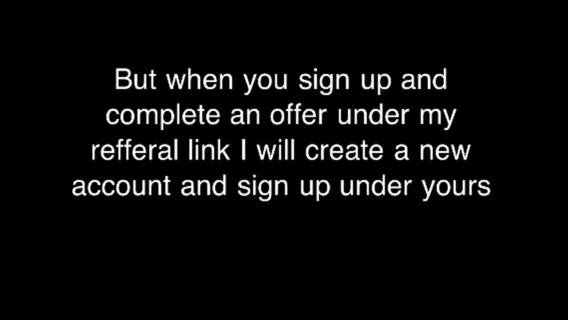 But when you sign up and
complete an offer under my
refferal link I will create a new
account and sign up under yours